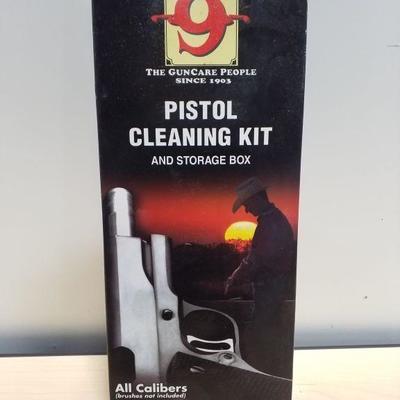 9
THE GUNCARE PEOPLE
SINCE 1903
PISTOL
CLEANING KIT
AND STORAGE BOX
All Calibers
(brushes not included)